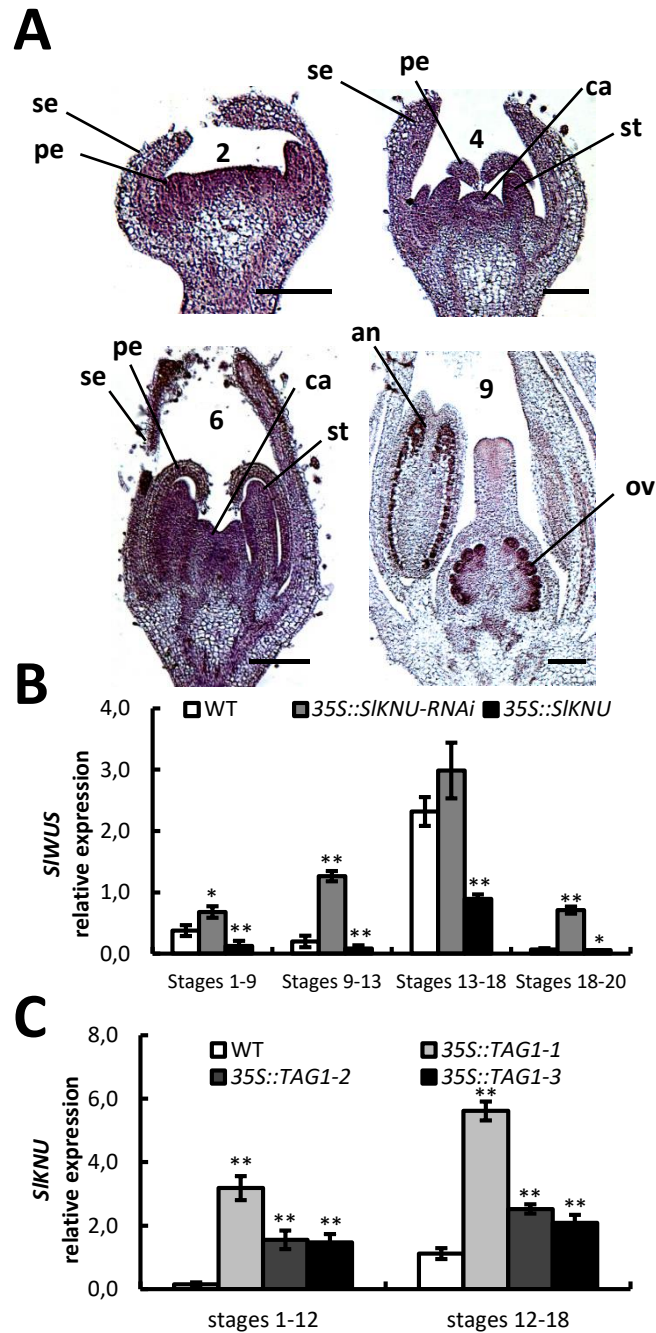 A
se
pe
2
se
pe
4
ca
st
pe
se
6
ca
st
an
9
ov
B
SlWUS
relative expression
4,0
3,0
2,0
1,0
0,0
WT 35S::SlKNU-RNAi 35S::SlKNU
* ** ** ** ** ** *
Stages 1-9 Stages 9-13 Stages 13-18 Stages 18-20
C
SlKNU
relative expression
8,0
6,0
4,0
2,0
0,0
WT 35S::TAG1-1
35S::TAG1-2 35S::TAG1-3
** ** ** ** ** **
stages 1-12 stages 12-18